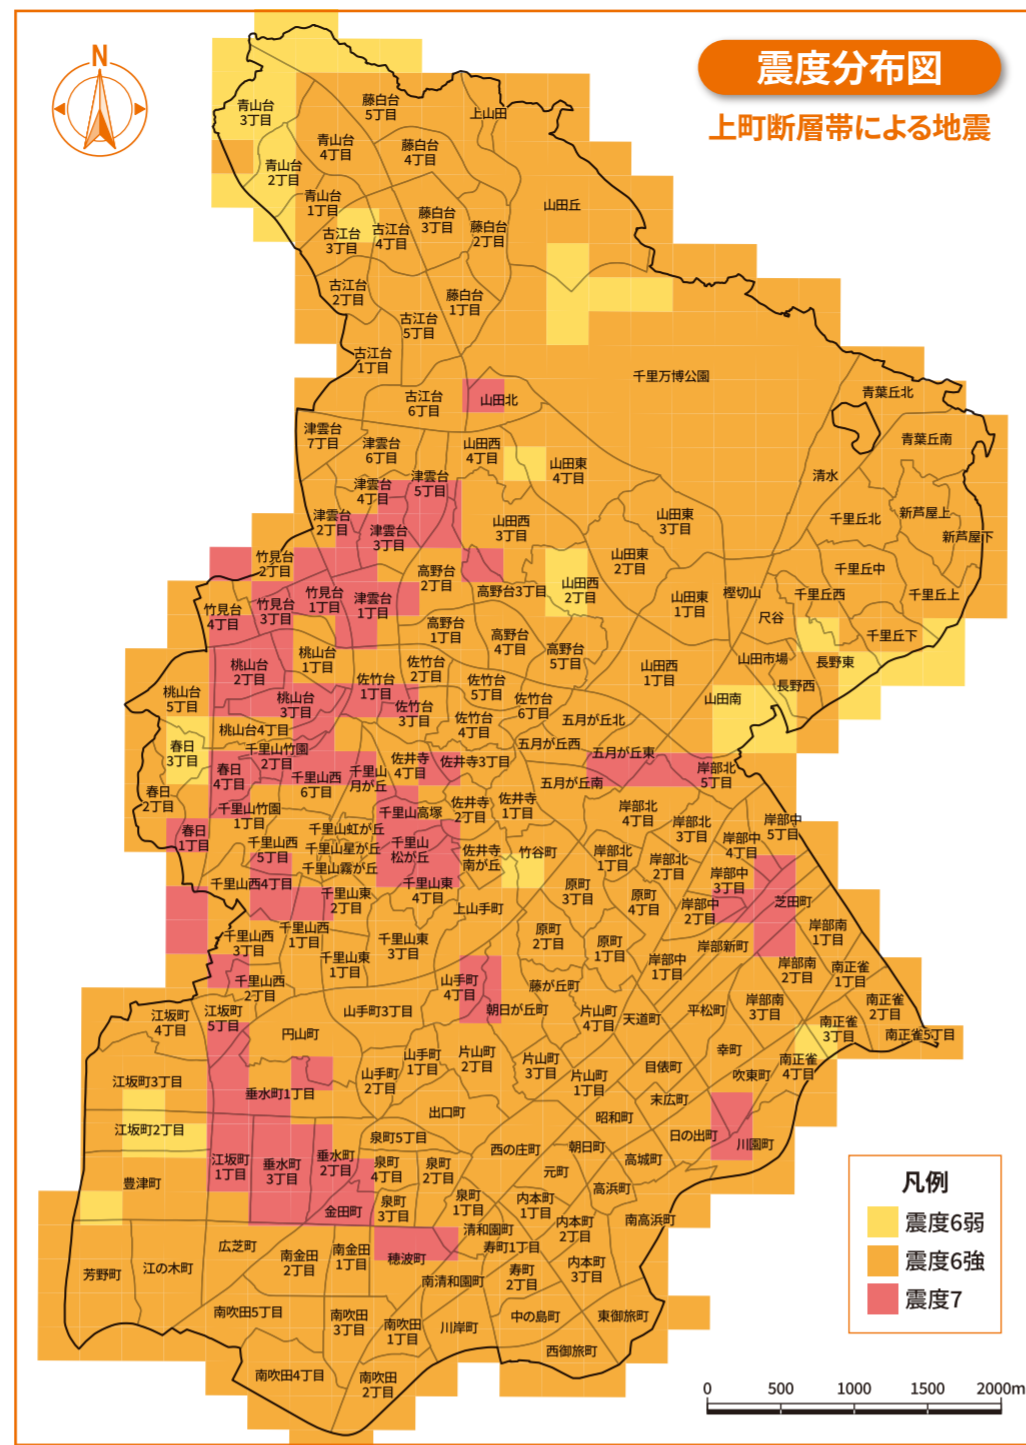 N
震度分布図
上町断層帯による地震
青山台
3丁目
藤白台
5丁目
上山田
青山台
4丁目
藤白台
4丁目
青山台
2丁目
青山台
1丁目
山田丘
藤白台
3丁目
藤白台
2丁目
古江台
3丁目
古江台
4丁目
古江台
2丁目
藤白台
1丁目
古江台
5丁目
古江台
1丁目
千里万博公園
古江台
6丁目
山田北
青葉丘北
青葉丘南
津雲台
7丁目
津雲台
6丁目
山田西
4丁目
山田東
4丁目
清水
津雲台
5丁目
津雲台
4丁目
津雲台
2丁目
津雲台
3丁目
山田西
3丁目
山田東
3丁目
千里丘北
新芦屋上
新芦屋下
竹見台
2丁目
高野台
2丁目
高野台3丁目
山田西
2丁目
山田東
2丁目
千里丘中
竹見台
4丁目
竹見台
3丁目
竹見台
1丁目
津雲台
1丁目
山田東
1丁目
樫切山
千里丘西
千里丘上
尺谷
高野台
1丁目
高野台
4丁目
高野台
5丁目
千里丘下
桃山台
2丁目
桃山台
1丁目
佐竹台
2丁目
山田西
1丁目
山田市場
長野東
長野西
桃山台
5丁目
桃山台
3丁目
佐竹台
1丁目
佐竹台
3丁目
佐竹台
5丁目
佐竹台
6丁目
佐竹台
4丁目
山田南
桃山台4丁目
五月が丘北
春日
3丁目
千里山竹園
2丁目
五月が丘西
五月が丘東
春日
4丁目
千里山西
6丁目
千里山
月が丘
佐井寺
4丁目
佐井寺3丁目
五月が丘南
岸部北
5丁目
春日
2丁目
千里山竹園
1丁目
千里山高塚
佐井寺
2丁目
佐井寺
1丁目
岸部北
4丁目
岸部北
3丁目
岸部中
5丁目
春日
1丁目
千里山虹が丘
千里山西
5丁目
千里山星が丘
千里山霧が丘
千里山
松が丘
佐井寺
南が丘
竹谷町
岸部北
1丁目
岸部北
2丁目
岸部中
4丁目
岸部中
3丁目
千里山西4丁目
千里山東
2丁目
千里山東
4丁目
上山手町
原町
3丁目
原町
4丁目
岸部中
2丁目
芝田町
千里山西
3丁目
千里山西
1丁目
千里山東
3丁目
原町
2丁目
原町
1丁目
岸部新町
岸部南
1丁目
千里山東
1丁目
岸部中
1丁目
岸部南
2丁目
南正雀
1丁目
千里山西
2丁目
山手町
4丁目
藤が丘町
江坂町
4丁目
江坂町
5丁目
山手町3丁目
朝日が丘町
片山町
4丁目
天道町
平松町
岸部南
3丁目
南正雀
2丁目
南正雀
3丁目
南正雀5丁目
円山町
江坂町3丁目
山手町
1丁目
片山町
2丁目
片山町
3丁目
幸町
目俵町
南正雀
4丁目
山手町
2丁目
片山町
1丁目
吹東町
垂水町1丁目
出口町
昭和町
末広町
江坂町2丁目
泉町5丁目
西の庄町
朝日町
日の出町
川園町
江坂町
1丁目
垂水町
3丁目
垂水町
2丁目
泉町
4丁目
泉町
2丁目
元町
高城町
豊津町
高浜町
金田町
泉町
3丁目
泉町
1丁目
内本町
1丁目
内本町
2丁目
南高浜町
清和園町
広芝町
南金田
2丁目
南金田
1丁目
穂波町
寿町1丁目
寿町
2丁目
内本町
3丁目
芳野町
江の木町
南清和園町
南吹田5丁目
南吹田
3丁目
南吹田
1丁目
川岸町
中の島町
東御旅町
西御旅町
南吹田4丁目
南吹田
2丁目
凡例
震度6弱
震度6強
震度7
0 500 1000 1500 2000m